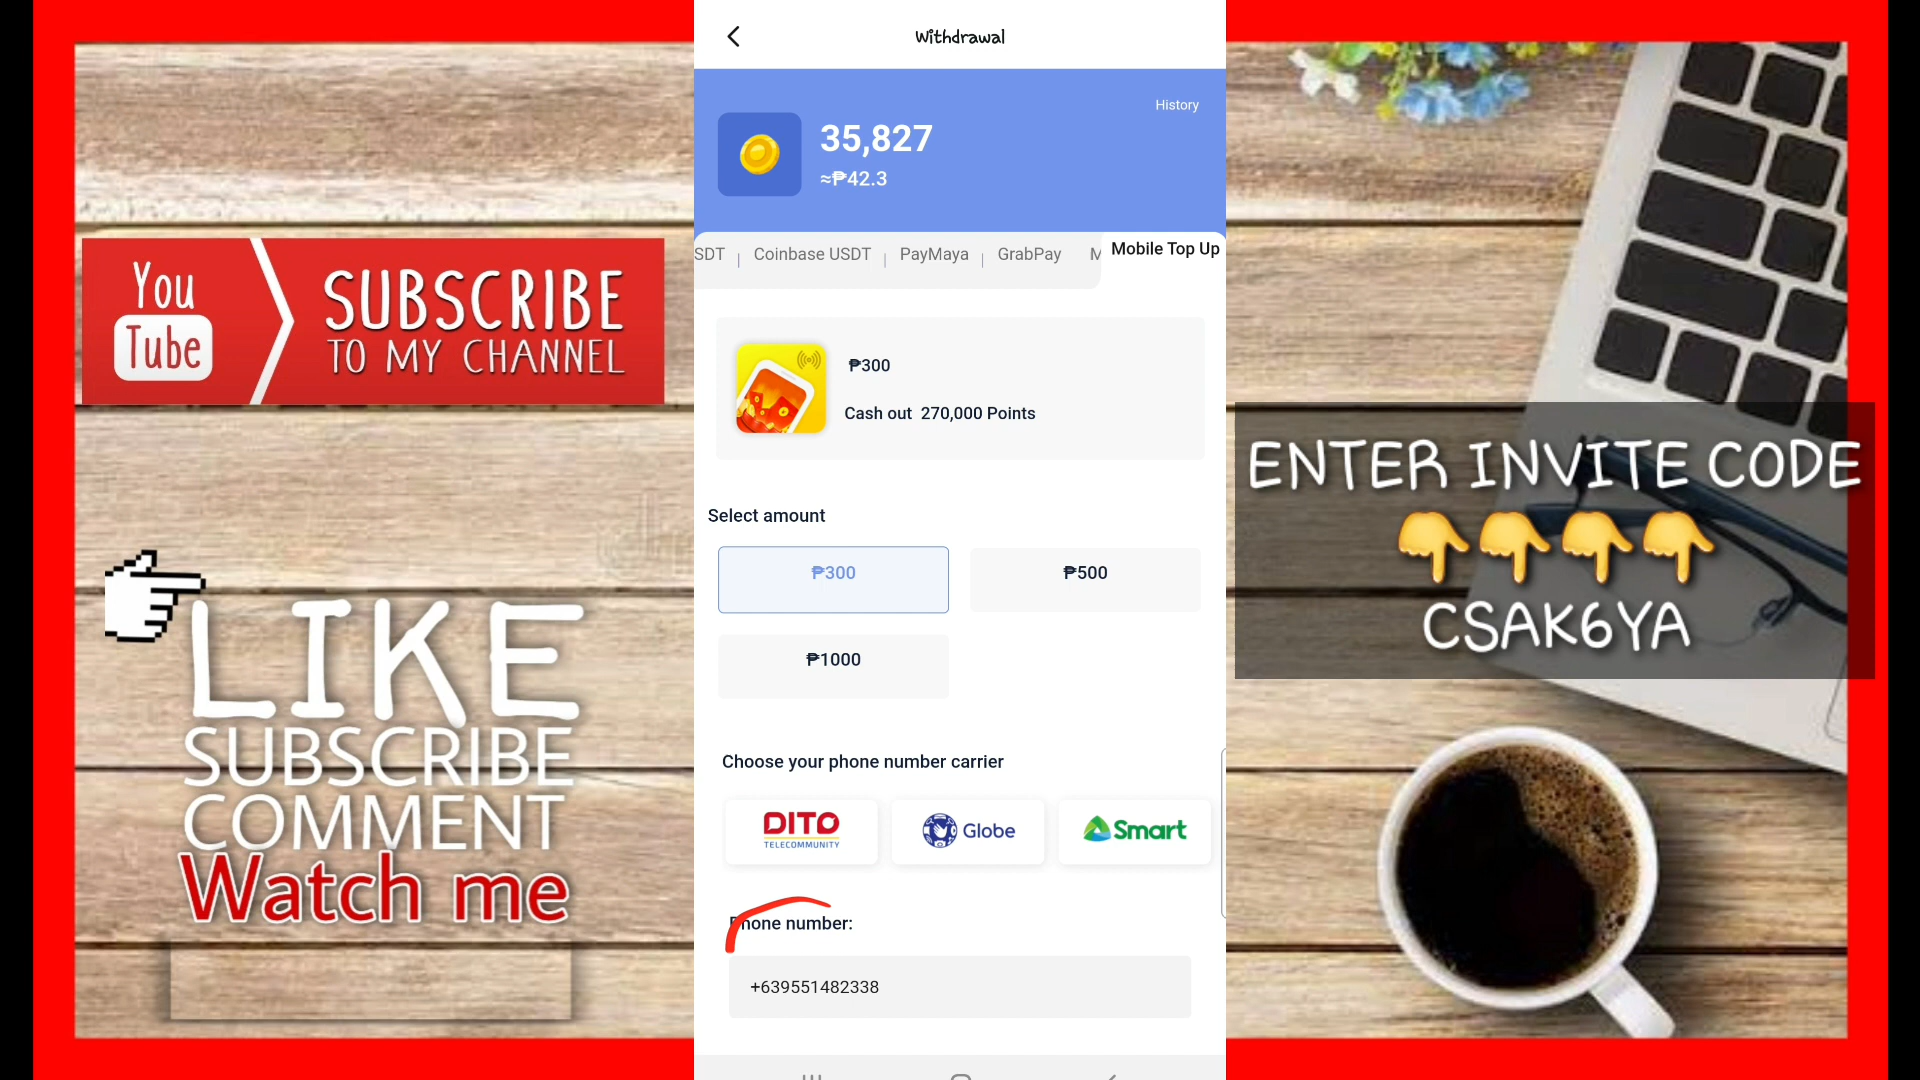 Withdrawal
History
35,827
≈₱42.3
SDT | Coinbase USDT | PayMaya | GrabPay M Mobile Top Up
₱300
Cash out 270,000 Points
Select amount
₱300
₱500
₱1000
Choose your phone number carrier
DITO
TELECOMMUNITY
Globe
Smart
Phone number:
+639551482338
You
Tube
SUBSCRIBE
TO MY CHANNEL
LIKE
SUBSCRIBE
COMMENT
Watch me
ENTER INVITE CODE
👇👇👇👇
CSAK6YA